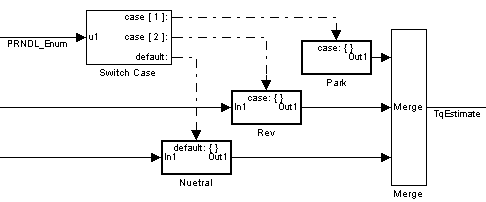 case [ 1 ]:
PRNDL_Enum
u1
case [ 2 ]:
default:
Switch Case
case: { }
Out1
Park
case: { }
In1
Out1
Rev
Merge
TqEstimate
default: { }
In1
Out1
Nuetral
Merge